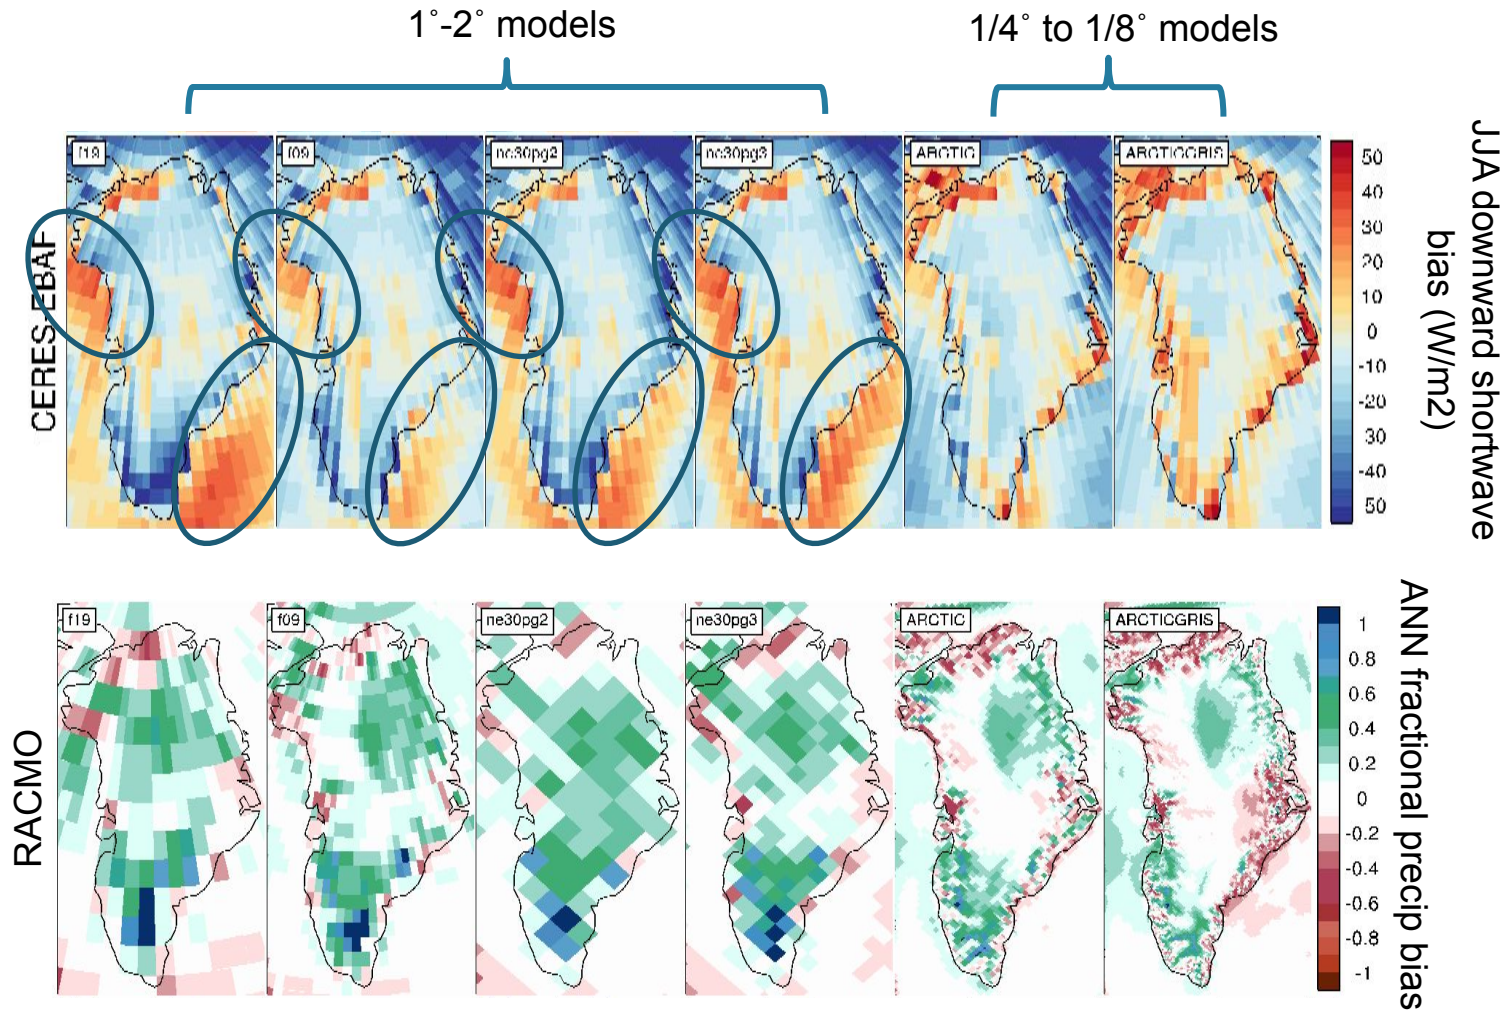 1˚-2˚ models
1/4˚ to 1/8˚ models
f19
f09
ne30pg2
ne30pg3
ARCTIC
ARCTICGRIS
CERES-EBAF
50
40
30
20
10
0
-10
-20
30
-40
50
JJA downward shortwave
bias (W/m2)
f19
f09
ne30pg2
ne30pg3
ARCTIC
ARCTICGRIS
RACMO
1
0.8
0.6
0.4
0.2
0
-0.2
-0.4
-0.6
-0.8
-1
ANN fractional precip bias